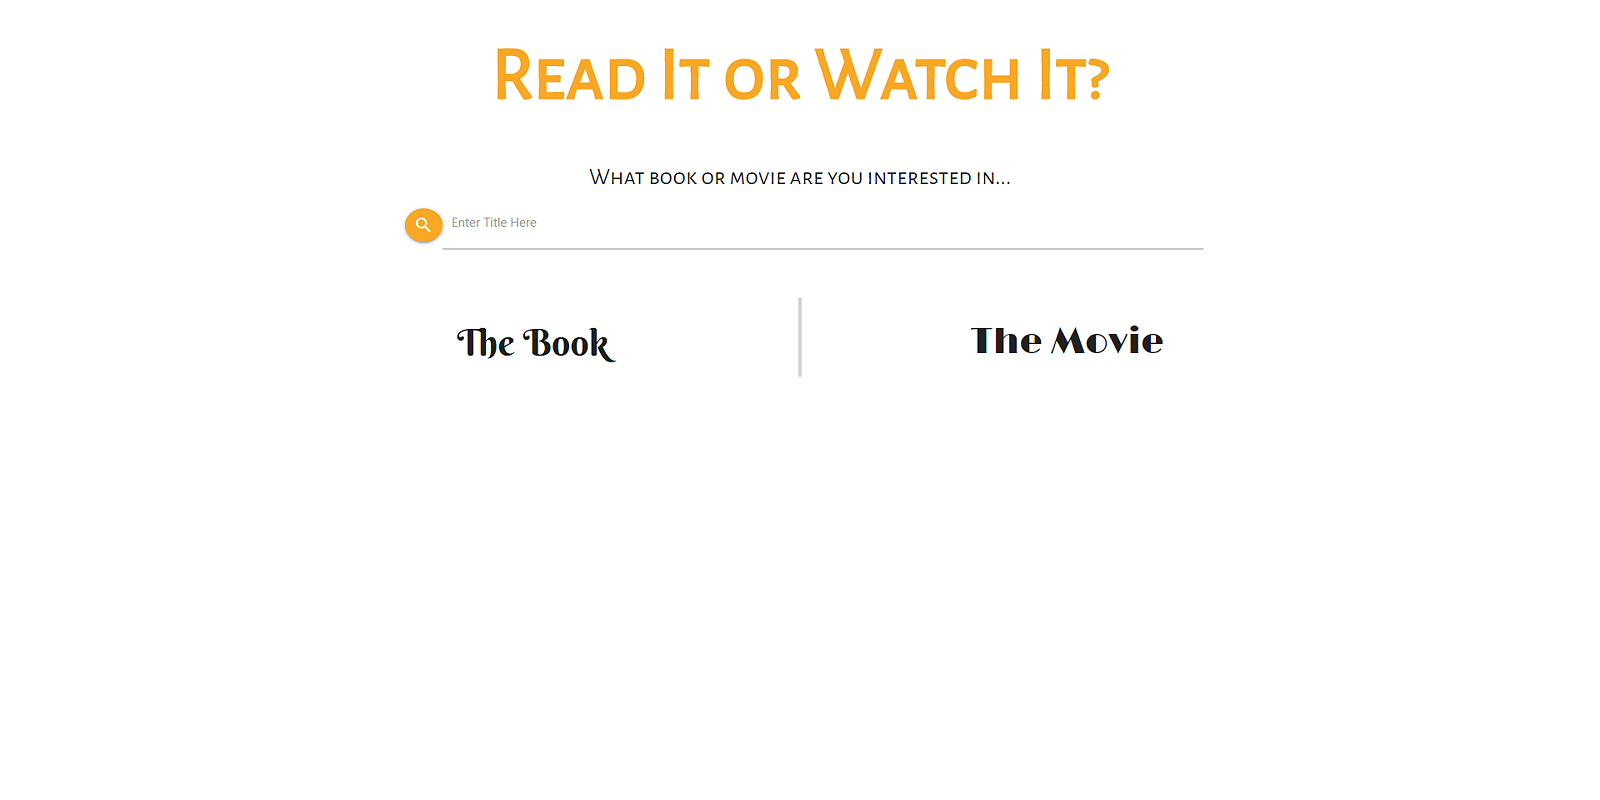 Read It or Watch It?
What book or movie are you interested in...
Enter Title Here
The Book
The Movie